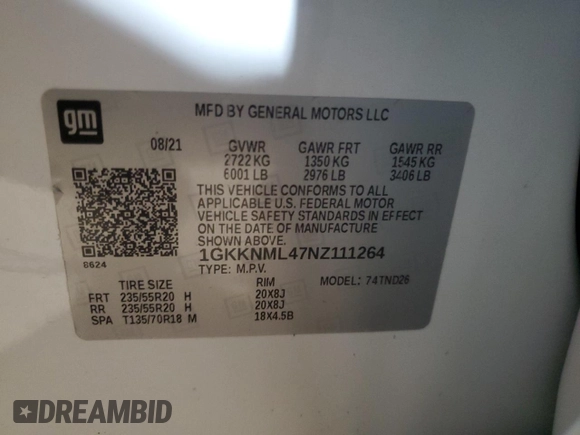 gm
MFD BY GENERAL MOTORS LLC
08/21 GVWR GAWR FRT GAWR RR
2722 KG 1350 KG 1545 KG
6001 LB 2976 LB 3406 LB
THIS VEHICLE CONFORMS TO ALL
APPLICABLE U.S. FEDERAL MOTOR
VEHICLE SAFETY STANDARDS IN EFFECT
ON THE DATE OF MANUFACTURE
SHOWN ABOVE.
8624
1GKKNML47NZ111264
TYPE: M.P.V. MODEL: 74TND26
TIRE SIZE RIM
FRT 235/55R20 H 20X8J
RR 235/55R20 H 20X8J
SPA T135/70R18 M 18X4.5B
DREAMBID